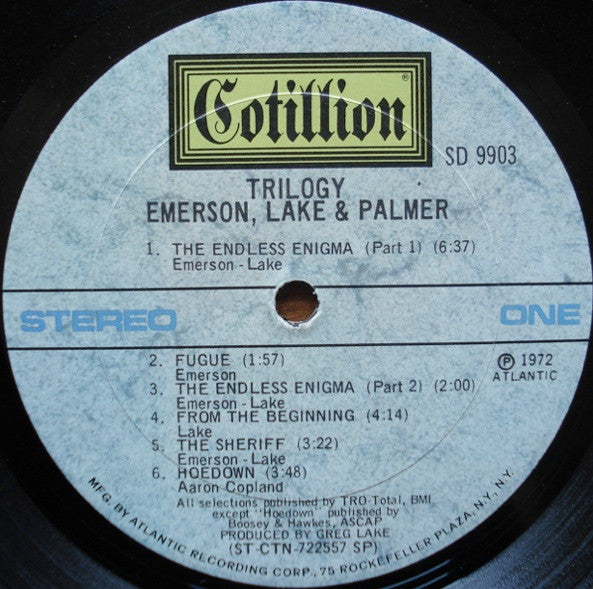 Cotillion®
SD 9903
TRILOGY
EMERSON, LAKE & PALMER
1. THE ENDLESS ENIGMA (Part 1) (6:37)
Emerson - Lake
STEREO
ONE
2. FUGUE (1:57)
Emerson
3. THE ENDLESS ENIGMA (Part 2) (2:00)
Emerson-Lake
4. FROM THE BEGINNING (4:14)
Lake
5. THE SHERIFF (3:22)
Emerson - Lake
6. HOEDOWN (3:48)
Aaron Copland
℗ 1972
ATLANTIC
All selections published by TRO-Total, BMI
except "Hoedown" published by
Boosey & Hawkes, ASCAP
PRODUCED BY GREG LAKE
(ST-CTN-722557 SP)
MFG. BY ATLANTIC RECORDING CORP., 75 ROCKEFELLER PLAZA, N.Y., N.Y.